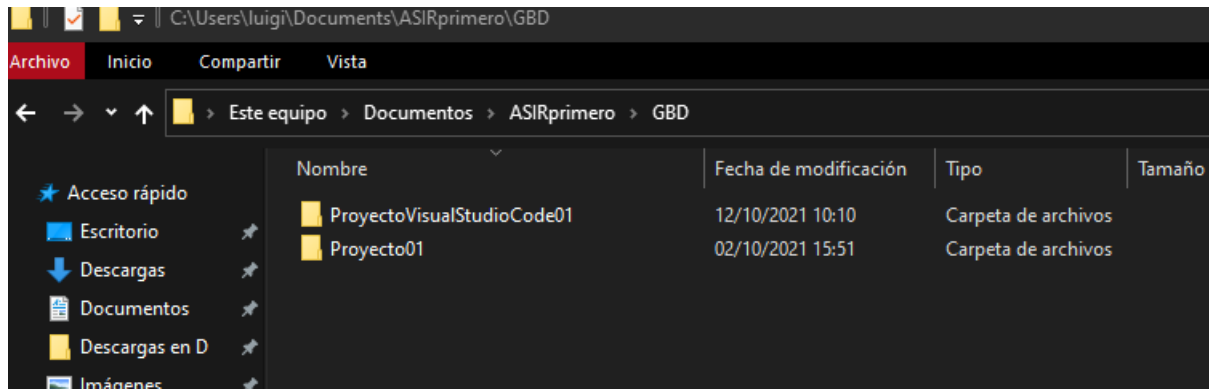 C:\Users\luigi\Documents\ASIRprimero\GBD
Archivo Inicio Compartir Vista
Este equipo > Documentos > ASIRprimero > GBD
Nombre Fecha de modificación Tipo Tamaño
Acceso rápido
ProyectoVisualStudioCode01 12/10/2021 10:10 Carpeta de archivos
Escritorio
Proyecto01 02/10/2021 15:51 Carpeta de archivos
Descargas
Documentos
Descargas en D
Imágenes